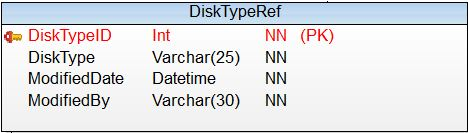 DiskTypeRef
DiskTypeID Int NN (PK)
DiskType Varchar(25) NN
ModifiedDate Datetime NN
ModifiedBy Varchar(30) NN